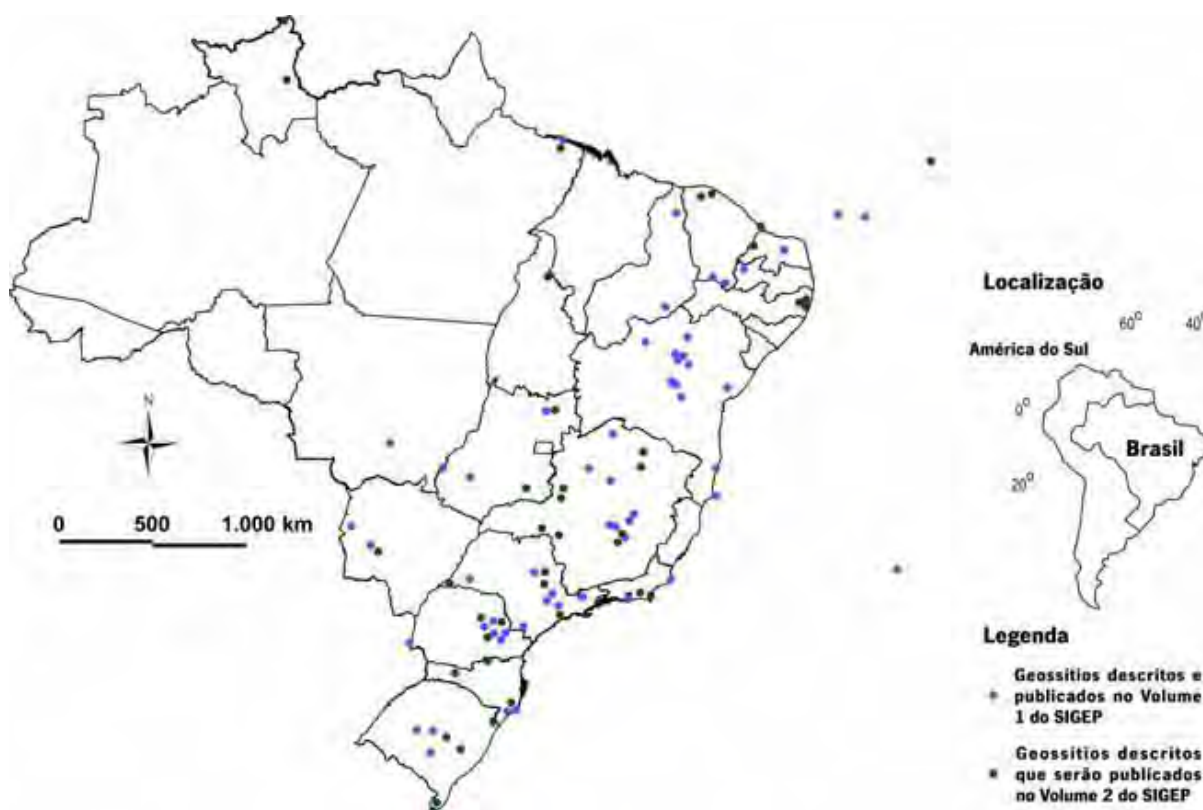 Localização
60° 40°
América do Sul
0°
Brasil
20°
N
0 500 1.000 km
Legenda
Geossítios descritos e
publicados no Volume
1 do SIGEP
Geossítios descritos
que serão publicados
no Volume 2 do SIGEP